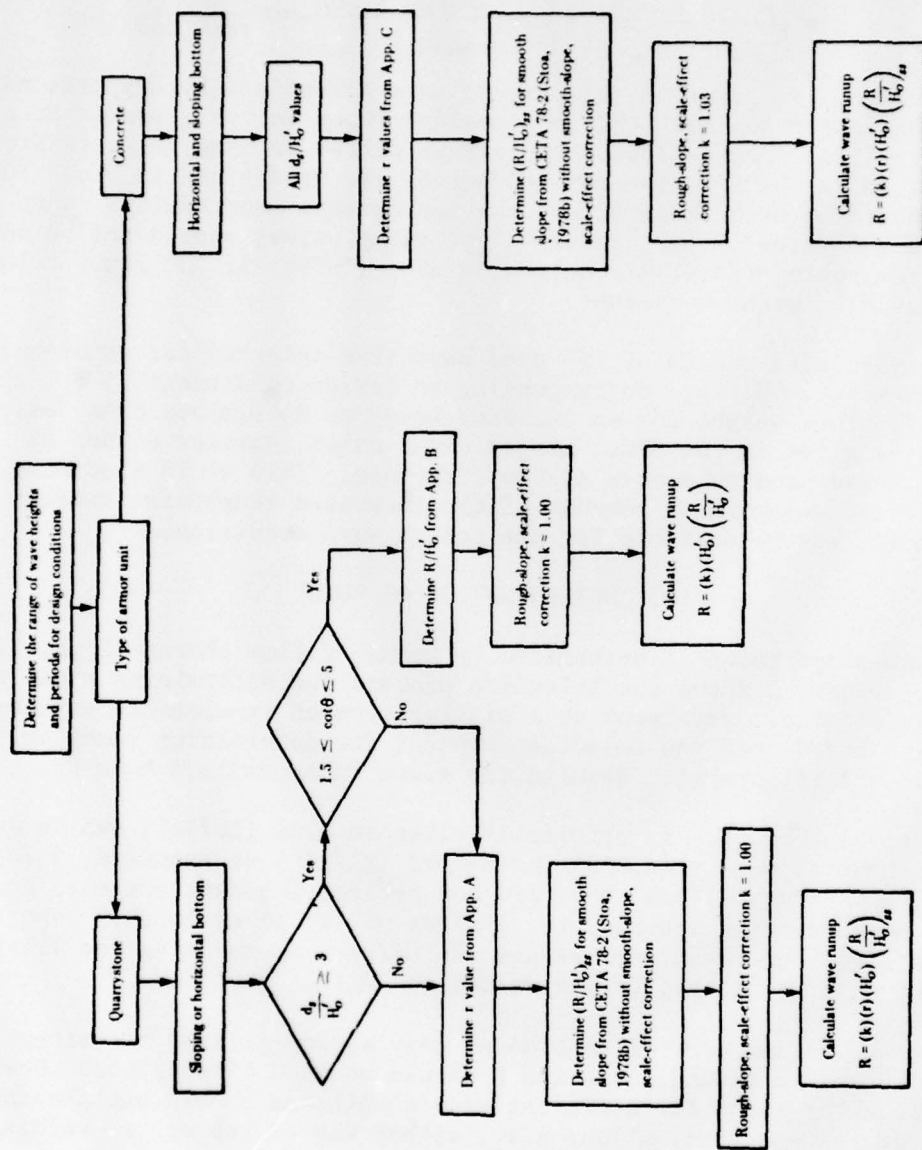 Determine the range of wave heights
and periods for design conditions
Type of armor unit
Quarrystone
Sloping or horizontal bottom
d_s/H'_o ≥ 3
Yes
No
1.5 ≤ cot θ ≤ 5
Yes
No
Determine r value from App. A
Determine (R/H'_o)_ss for smooth
slope from CETA 78-2 (Stoa,
1978b) without smooth-slope,
scale-effect correction
Rough-slope, scale-effect correction k = 1.00
Calculate wave runup
R = (k) (r) (H'_o) (R/H'_o)_ss
Determine R/H'_o from App. B
Rough-slope, scale-effect
correction k = 1.00
Calculate wave runup
R = (k) (H'_o) (R/H'_o)
Concrete
Horizontal and sloping bottom
All d_s/H'_o values
Determine r values from App. C
Determine (R/H'_o)_ss for smooth
slope from CETA 78-2 (Stoa,
1978b) without smooth-slope,
scale-effect correction
Rough-slope, scale-effect
correction k = 1.03
Calculate wave runup
R = (k) (r) (H'_o) (R/H'_o)_ss